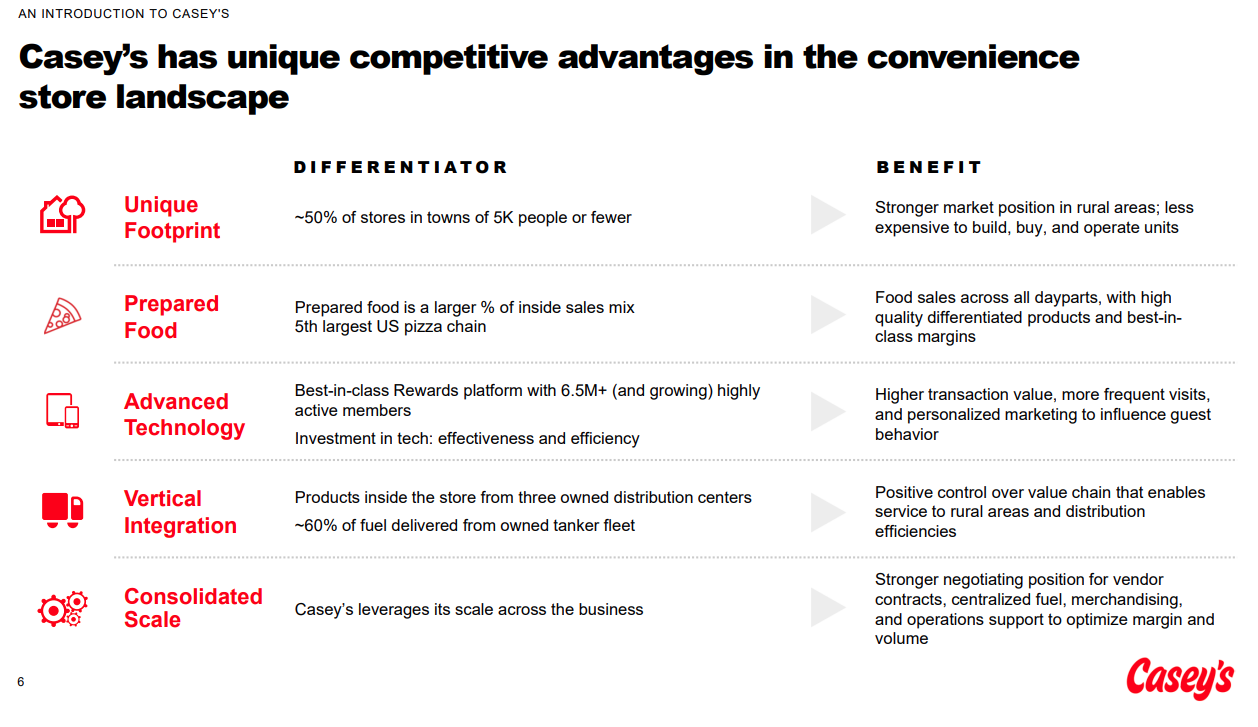 AN INTRODUCTION TO CASEY'S
Casey’s has unique competitive advantages in the convenience
store landscape
DIFFERENTIATOR
BENEFIT
Unique
Footprint
~50% of stores in towns of 5K people or fewer
Stronger market position in rural areas; less
expensive to build, buy, and operate units
Prepared
Food
Prepared food is a larger % of inside sales mix
5th largest US pizza chain
Food sales across all dayparts, with high
quality differentiated products and best-in-
class margins
Advanced
Technology
Best-in-class Rewards platform with 6.5M+ (and growing) highly
active members
Investment in tech: effectiveness and efficiency
Higher transaction value, more frequent visits,
and personalized marketing to influence guest
behavior
Vertical
Integration
Products inside the store from three owned distribution centers
~60% of fuel delivered from owned tanker fleet
Positive control over value chain that enables
service to rural areas and distribution
efficiencies
Consolidated
Scale
Casey’s leverages its scale across the business
Stronger negotiating position for vendor
contracts, centralized fuel, merchandising,
and operations support to optimize margin and
volume
6
Casey's